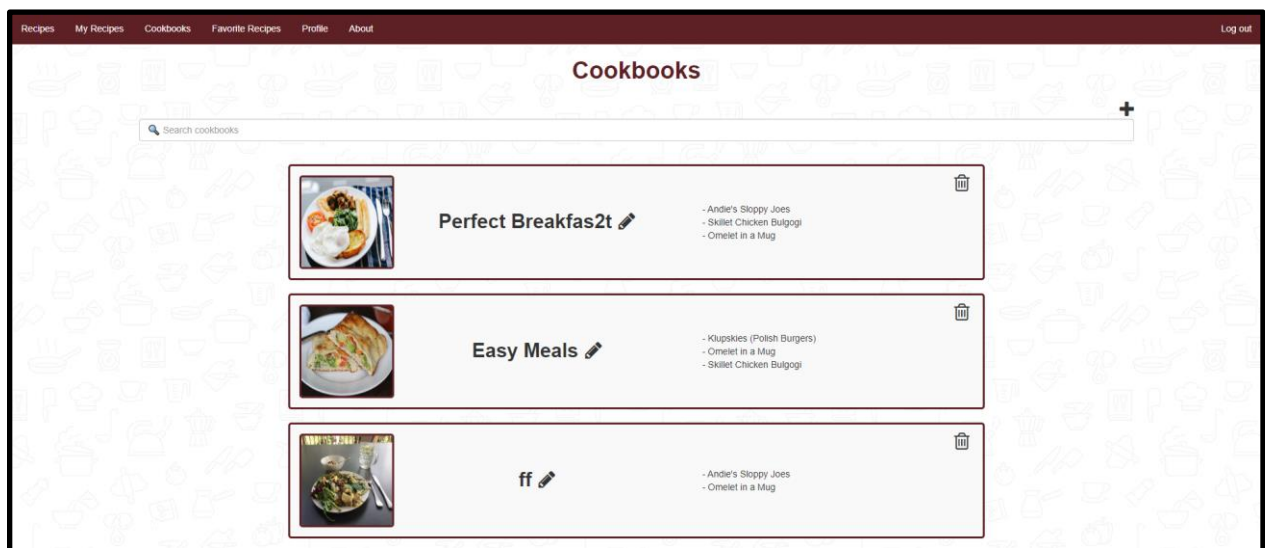 Recipes My Recipes Cookbooks Favorite Recipes Profile About Log out
Cookbooks
Search cookbooks
Perfect Breakfas2t
- Andie's Sloppy Joes
- Skillet Chicken Bulgogi
- Omelet in a Mug
Easy Meals
- Klupskies (Polish Burgers)
- Omelet in a Mug
- Skillet Chicken Bulgogi
ff
- Andie's Sloppy Joes
- Omelet in a Mug